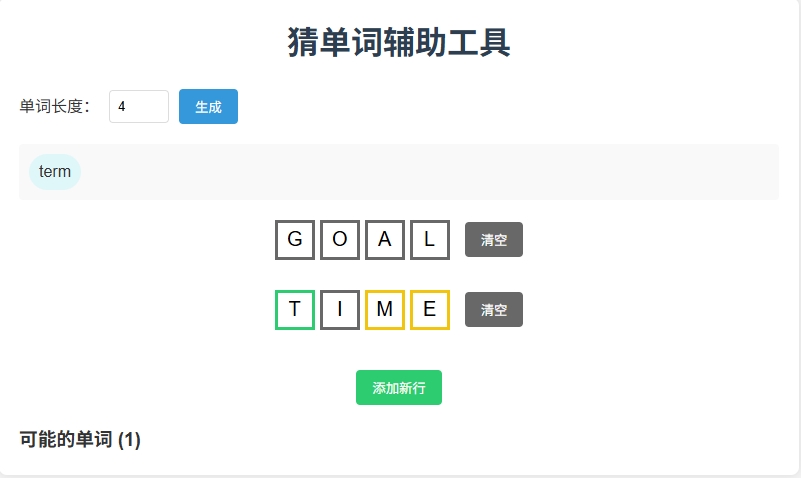 猜单词辅助工具
单词长度： 4 生成
term
G O A L 清空
T I M E 清空
添加新行
可能的单词 (1)